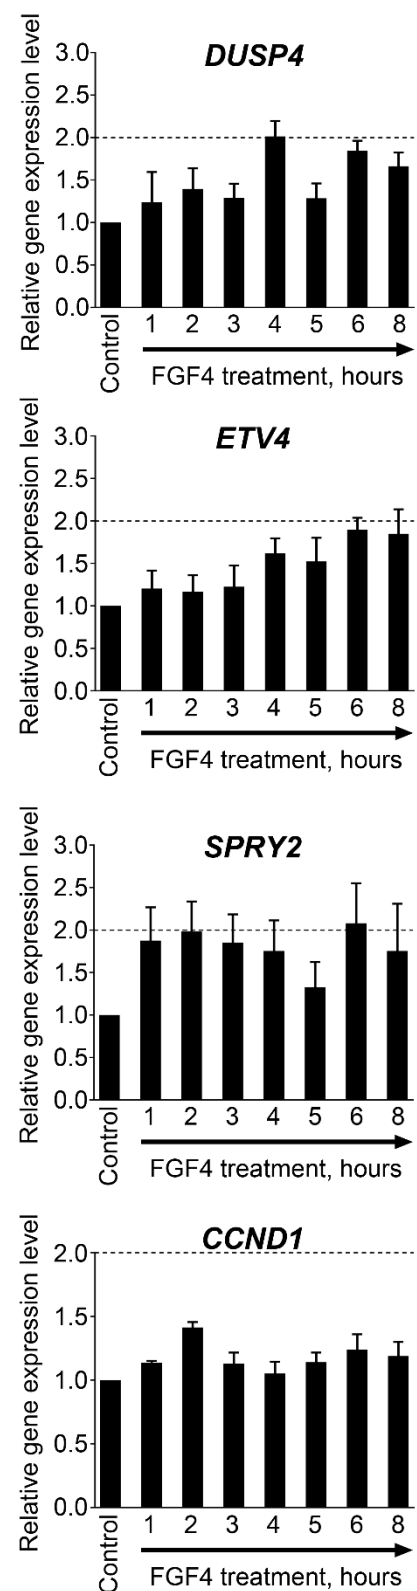 DUSP4
Relative gene expression level
3.0
2.5
2.0
1.5
1.0
0.5
0.0
Control 1 2 3 4 5 6 8
FGF4 treatment, hours
ETV4
Relative gene expression level
3.0
2.5
2.0
1.5
1.0
0.5
0.0
Control 1 2 3 4 5 6 8
FGF4 treatment, hours
SPRY2
Relative gene expression level
3.0
2.5
2.0
1.5
1.0
0.5
0.0
Control 1 2 3 4 5 6 8
FGF4 treatment, hours
CCND1
Relative gene expression level
2.0
1.5
1.0
0.5
0.0
Control 1 2 3 4 5 6 8
FGF4 treatment, hours